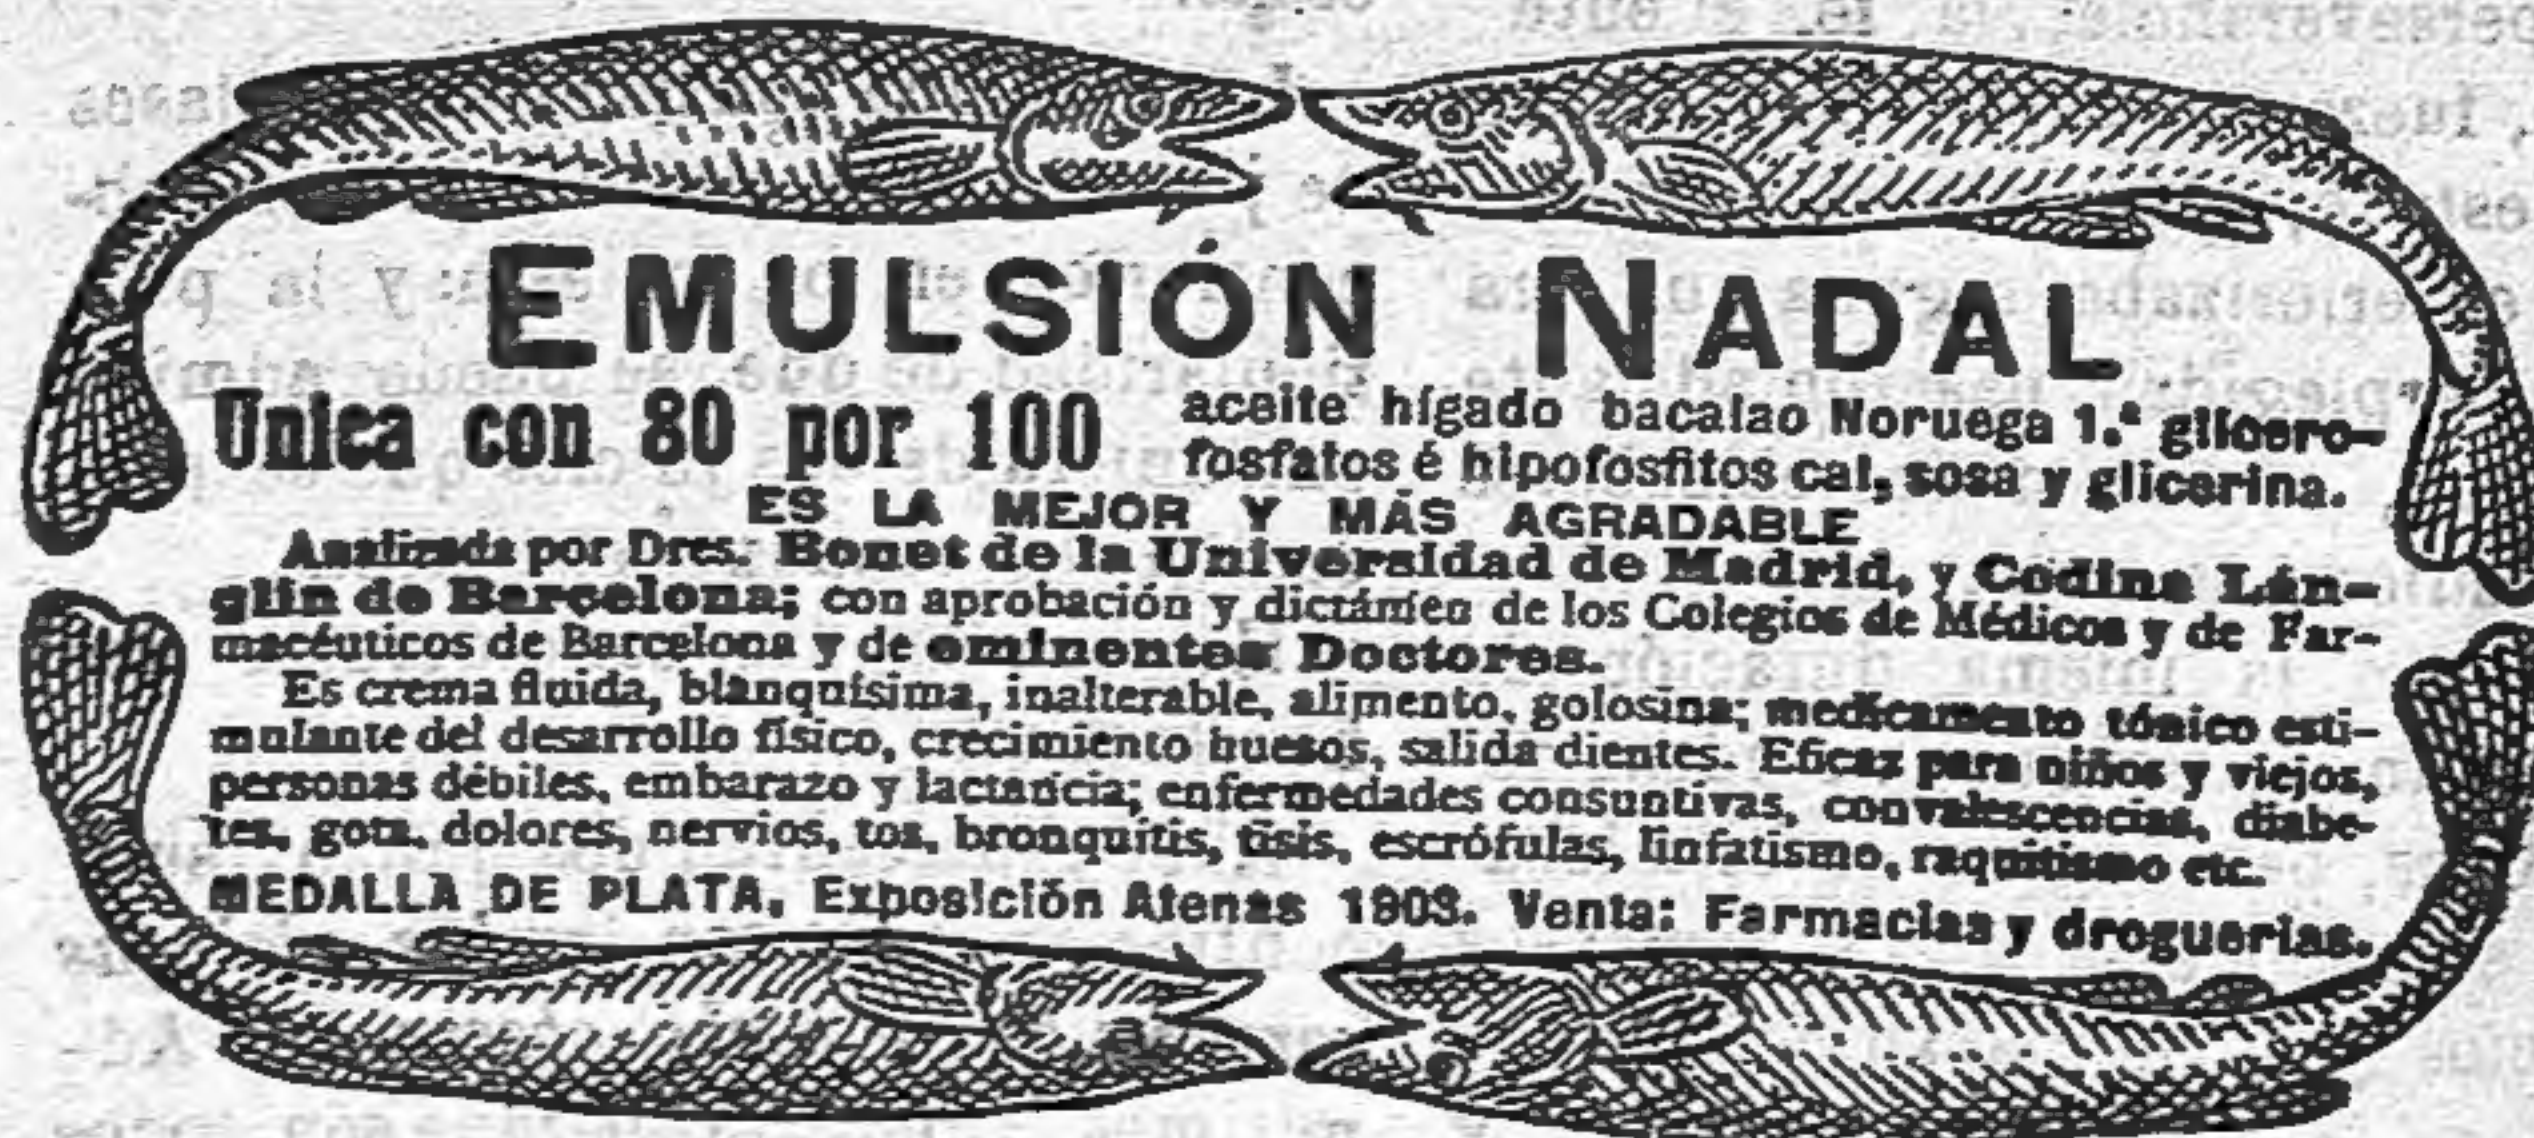 EMULSIÓN NADAL
Unica con 80 por 100 aceite hígado bacalao Noruega 1.ª glicero-
fosfatos é hipofosfitos cal, sosa y glicerina.
ES LA MEJOR Y MÁS AGRADABLE
Analizada por Dres. Bonet de la Universidad de Madrid, y Codina Län-
glin de Barcelona; con aprobación y dictámen de los Colegios de Médicos y de Far-
macéuticos de Barcelona y de eminentes Doctores.
Es crema fluida, blanquísima, inalterable, alimento, golosina; medicamento tónico esti-
mulante del desarrollo físico, crecimiento huesos, salida dientes. Eficaz para niños y viejos,
personas débiles, embarazo y lactancia; enfermedades consuntivas, convalescencias, diabe-
tes, gota, dolores, nervios, tos, bronquitis, tisis, escrófulas, linfatismo, raquitismo etc.
MEDALLA DE PLATA, Exposición Atenas 1903. Venta: Farmacias y droguerias.